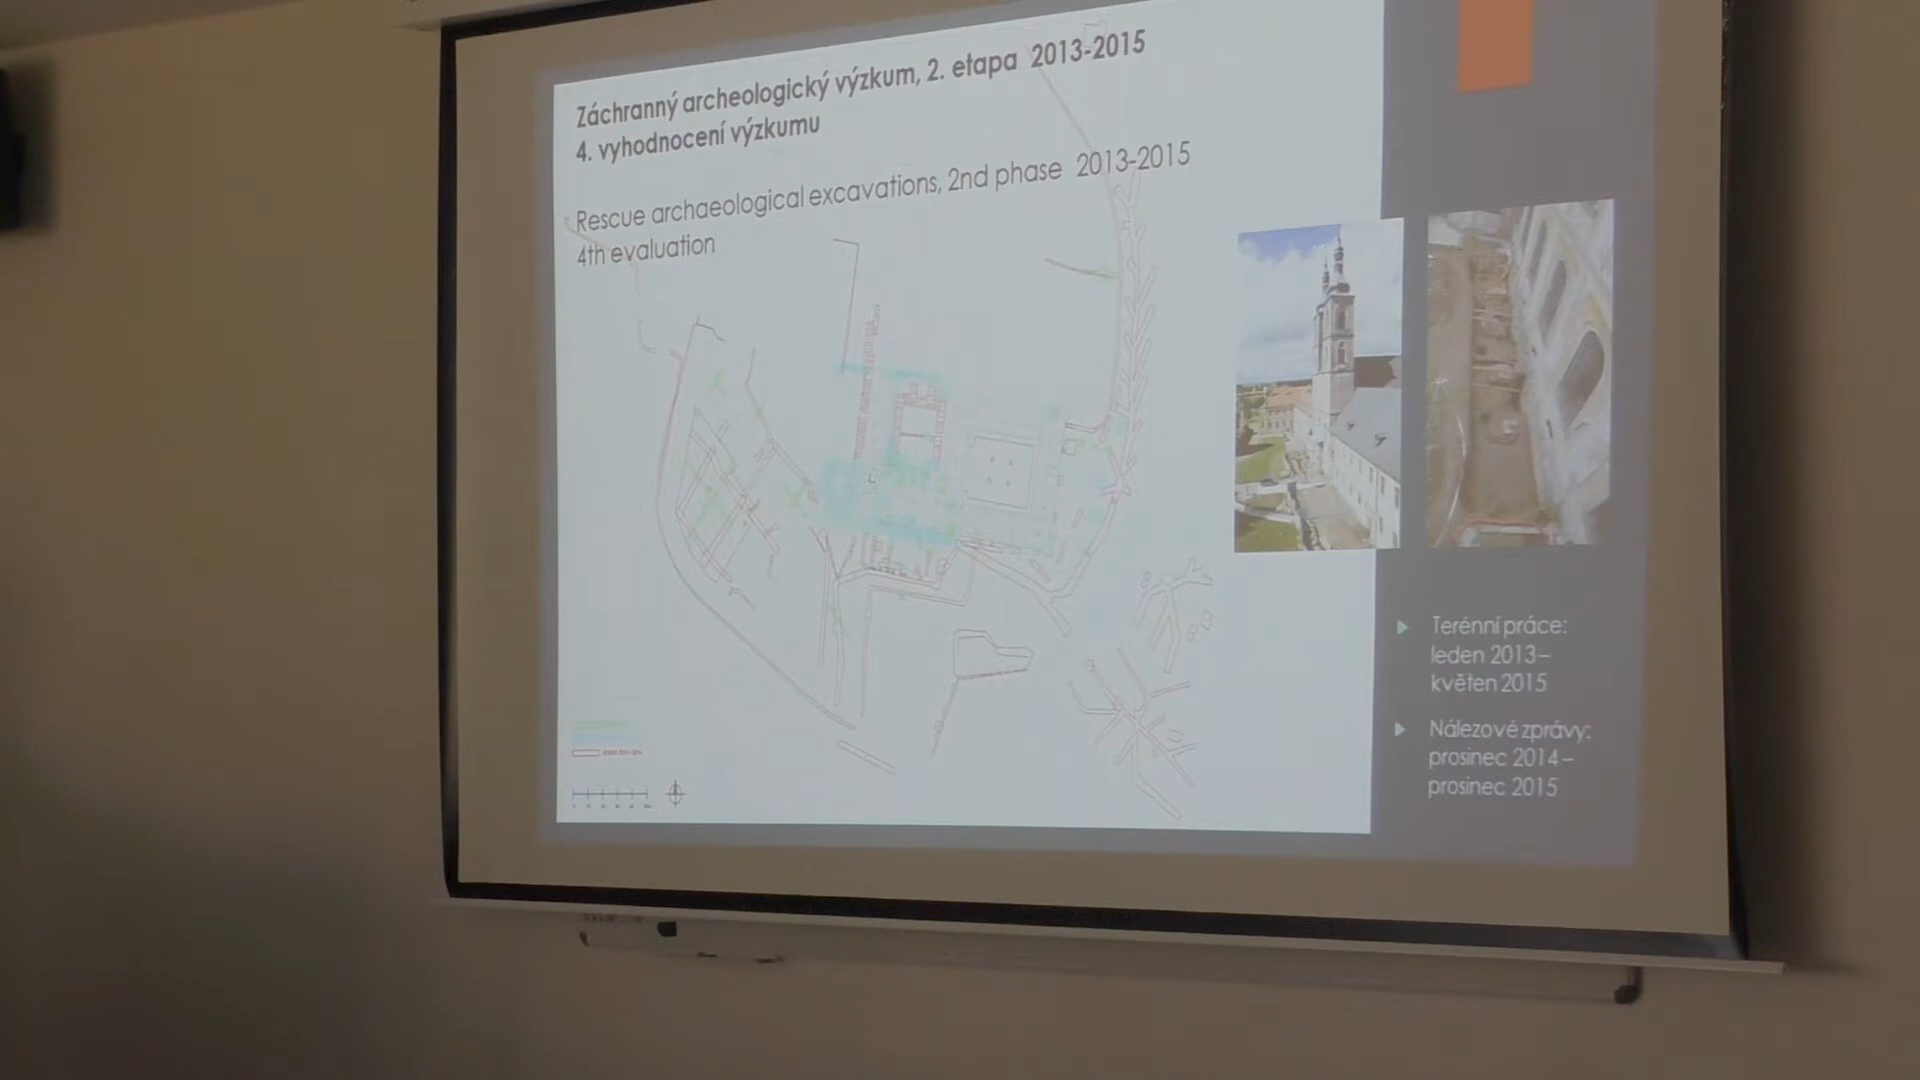 Záchranný archeologický výzkum, 2. etapa 2013-2015
4. vyhodnocení výzkumu
Rescue archaeological excavations, 2nd phase 2013-2015
4th evaluation
Terénní práce:
leden 2013–
květen 2015
Nálezové zprávy:
prosinec 2014–
prosinec 2015